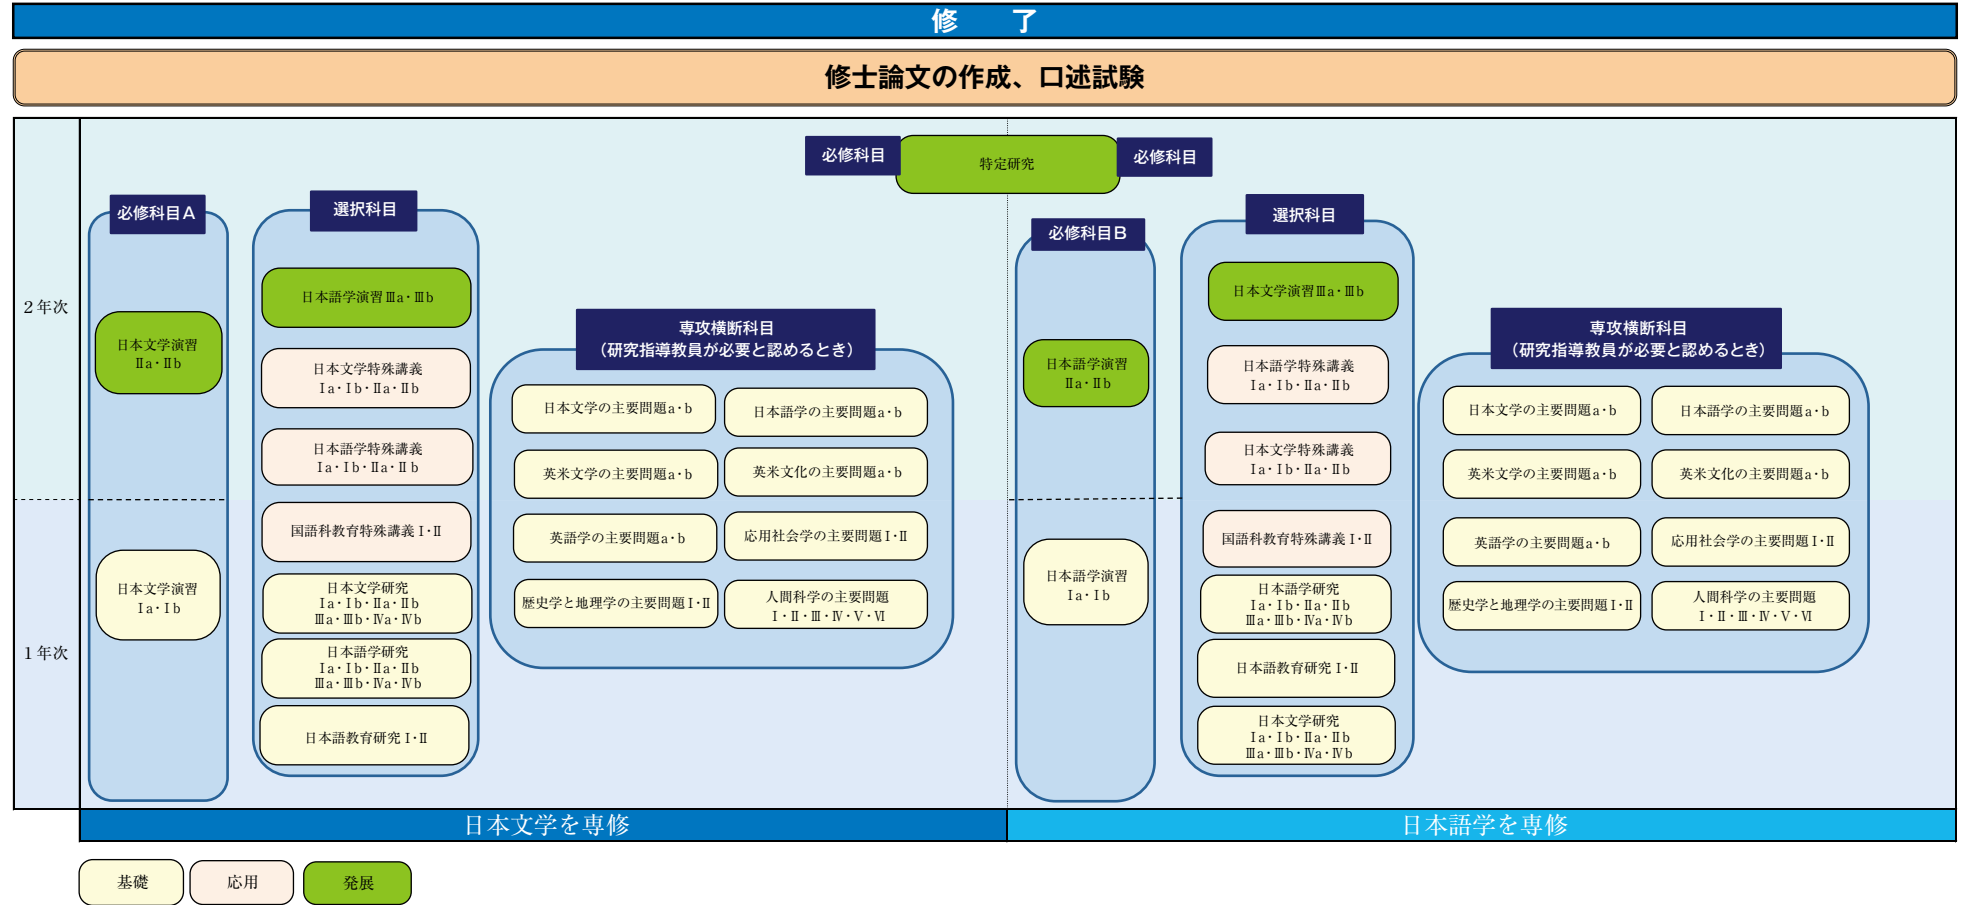 修 了
修士論文の作成、口述試験
必修科目
特定研究
必修科目
2年次
1年次
必修科目A
日本文学演習
Ⅱa・Ⅱb
日本文学演習
Ⅰa・Ⅰb
選択科目
日本語学演習Ⅲa・Ⅲb
日本文学特殊講義
Ⅰa・Ⅰb・Ⅱa・Ⅱb
日本語学特殊講義
Ⅰa・Ⅰb・Ⅱa・Ⅱb
国語科教育特殊講義Ⅰ・Ⅱ
日本文学研究
Ⅰa・Ⅰb・Ⅱa・Ⅱb
Ⅲa・Ⅲb・Ⅳa・Ⅳb
日本語学研究
Ⅰa・Ⅰb・Ⅱa・Ⅱb
Ⅲa・Ⅲb・Ⅳa・Ⅳb
日本語教育研究Ⅰ・Ⅱ
専攻横断科目
（研究指導教員が必要と認めるとき）
日本文学の主要問題a・b
日本語学の主要問題a・b
英米文学の主要問題a・b
英米文化の主要問題a・b
英語学の主要問題a・b
応用社会学の主要問題Ⅰ・Ⅱ
歴史学と地理学の主要問題Ⅰ・Ⅱ
人間科学の主要問題
Ⅰ・Ⅱ・Ⅲ・Ⅳ・Ⅴ・Ⅵ
必修科目B
日本語学演習
Ⅱa・Ⅱb
日本語学演習
Ⅰa・Ⅰb
選択科目
日本文学演習Ⅲa・Ⅲb
日本語学特殊講義
Ⅰa・Ⅰb・Ⅱa・Ⅱb
日本文学特殊講義
Ⅰa・Ⅰb・Ⅱa・Ⅱb
国語科教育特殊講義Ⅰ・Ⅱ
日本語学研究
Ⅰa・Ⅰb・Ⅱa・Ⅱb
Ⅲa・Ⅲb・Ⅳa・Ⅳb
日本語教育研究Ⅰ・Ⅱ
日本文学研究
Ⅰa・Ⅰb・Ⅱa・Ⅱb
Ⅲa・Ⅲb・Ⅳa・Ⅳb
専攻横断科目
（研究指導教員が必要と認めるとき）
日本文学の主要問題a・b
日本語学の主要問題a・b
英米文学の主要問題a・b
英米文化の主要問題a・b
英語学の主要問題a・b
応用社会学の主要問題Ⅰ・Ⅱ
歴史学と地理学の主要問題Ⅰ・Ⅱ
人間科学の主要問題
Ⅰ・Ⅱ・Ⅲ・Ⅳ・Ⅴ・Ⅵ
日本文学を専修
日本語学を専修
基礎
応用
発展